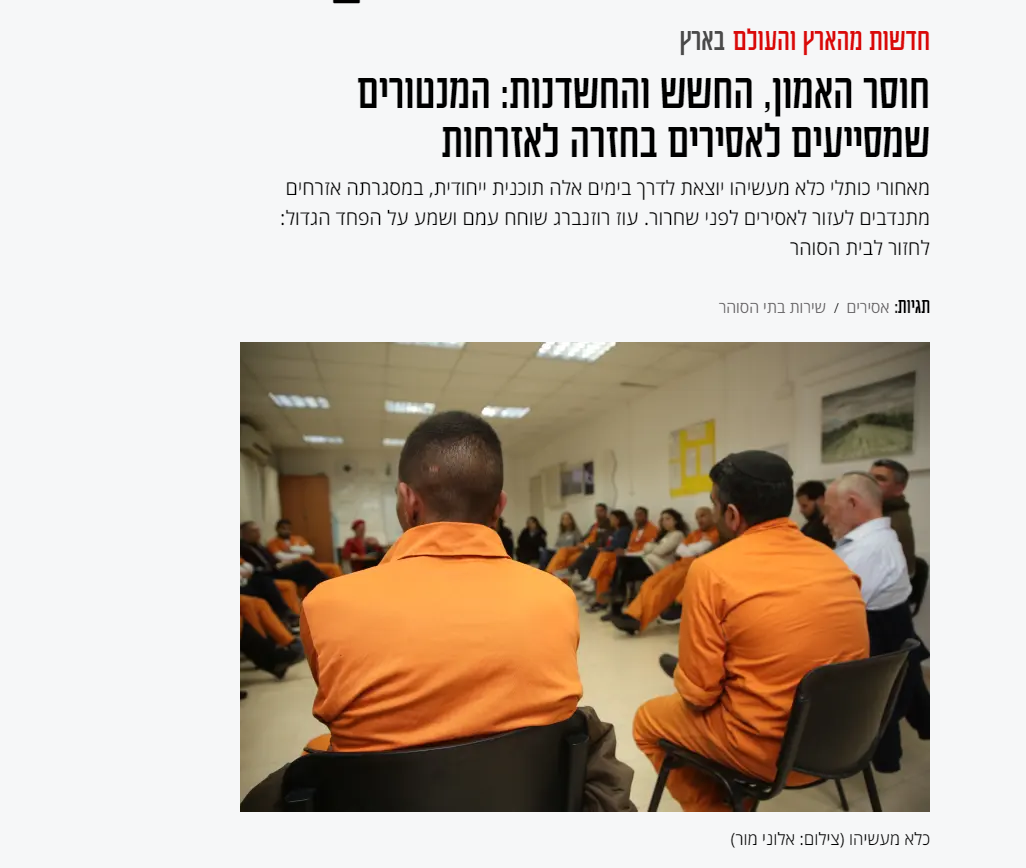 חדשות מהארץ והעולם בארץ
חוסר האמון, החשש והחשדנות: המנטורים
שמסייעים לאסירים בחזרה לאזרחות
מאחורי כותלי כלא מעשיהו יוצאת לדרך בימים אלה תוכנית ייחודית, במסגרתה אזרחים
מתנדבים לעזור לאסירים לפני שחרור. עוז רוזנברג שוחח עמם ושמע על הפחד הגדול:
לחזור לבית הסוהר
תגיות: אסירים / שירות בתי הסוהר
כלא מעשיהו (צילום: אלוני מור)